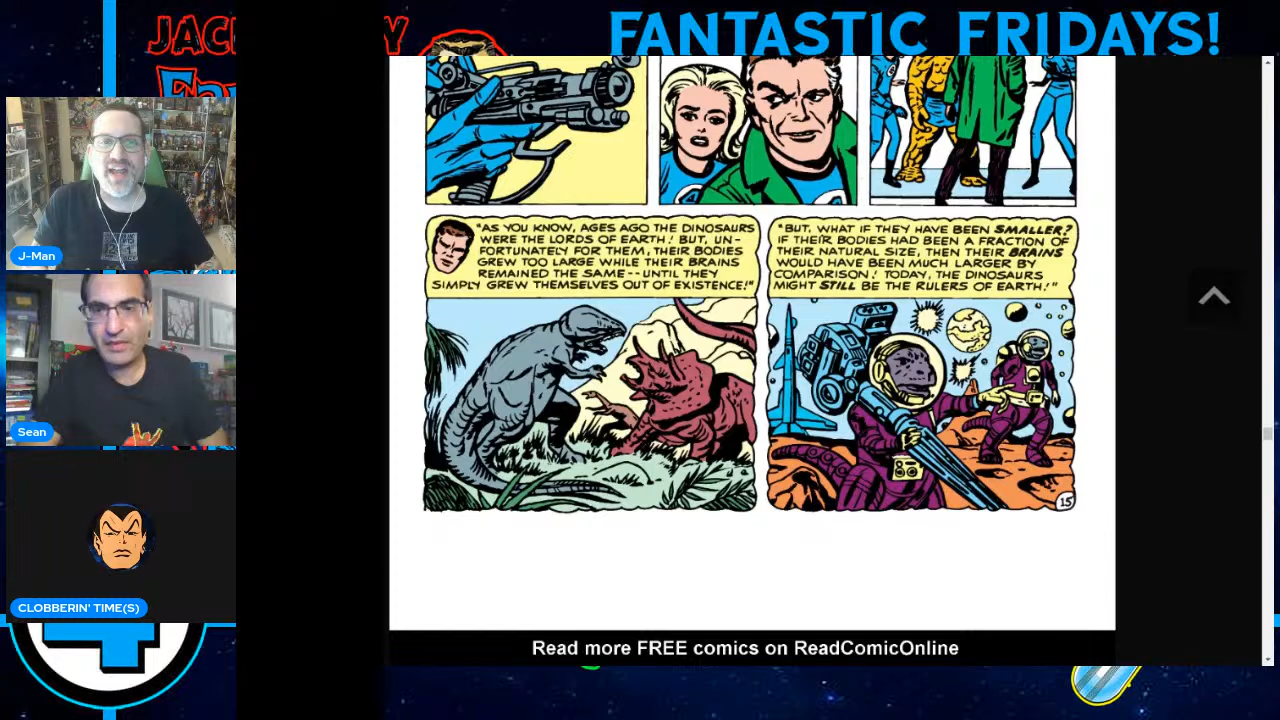 FANTASTIC FRIDAYS!
J-Man
Sean
CLOBBERIN' TIME(S)
"AS YOU KNOW, AGES AGO THE DINOSAURS
WERE THE LORDS OF EARTH! BUT, UN-
FORTUNATELY FOR THEM, THEIR BODIES
GREW TOO LARGE WHILE THEIR BRAINS
REMAINED THE SAME -- UNTIL THEY
SIMPLY GREW THEMSELVES OUT OF EXISTENCE!"
"BUT, WHAT IF THEY HAVE BEEN SMALLER?
IF THEIR BODIES HAD BEEN A FRACTION OF
THEIR NATURAL SIZE, THEN THEIR BRAINS
WOULD HAVE BEEN MUCH LARGER BY
COMPARISON! TODAY, THE DINOSAURS
MIGHT STILL BE THE RULERS OF EARTH!"
15
Read more FREE comics on ReadComicOnline